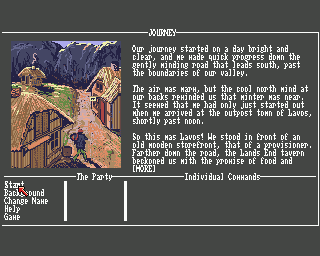 JOURNEY
Our journey started on a day bright and
clear, and we made quick progress down the
gently winding road that leads south, past
the boundaries of our valley.
The air was warm, but the cool north wind at
our backs reminded us that winter was near.
It seemed that we had only just started out
when we arrived at the outpost town of Lavos,
shortly past noon.
So this was Lavos! We stood in front of an
old wooden storefront, that of a provisioner.
Farther down the road, the Lands End tavern
beckoned us with the promise of food and
[MORE]
The Party
Individual Commands
Start
Background
Change Name
Help
Game